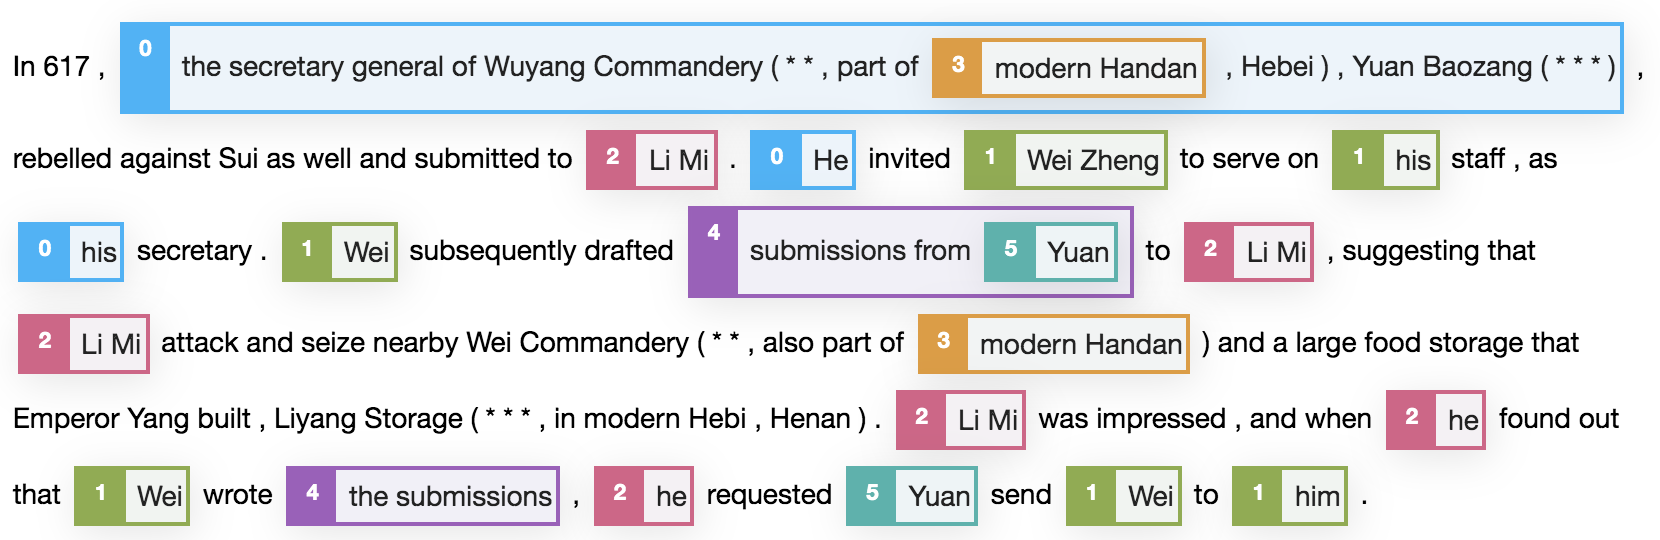 In 617 , 0 the secretary general of Wuyang Commandery ( * * , part of 3 modern Handan , Hebei ) , Yuan Baozang ( * * * ) ,
rebelled against Sui as well and submitted to 2 Li Mi . 0 He invited 1 Wei Zheng to serve on 1 his staff , as
0 his secretary . 1 Wei subsequently drafted 4 submissions from 5 Yuan to 2 Li Mi , suggesting that
2 Li Mi attack and seize nearby Wei Commandery ( * * , also part of 3 modern Handan ) and a large food storage that
Emperor Yang built , Liyang Storage ( * * * , in modern Hebi , Henan ) . 2 Li Mi was impressed , and when 2 he found out
that 1 Wei wrote 4 the submissions , 2 he requested 5 Yuan send 1 Wei to 1 him .